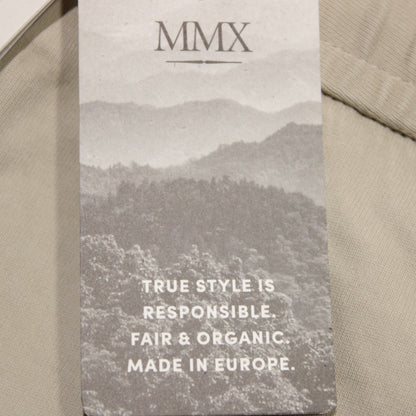 MMX
TRUE STYLE IS
RESPONSIBLE.
FAIR & ORGANIC.
MADE IN EUROPE.